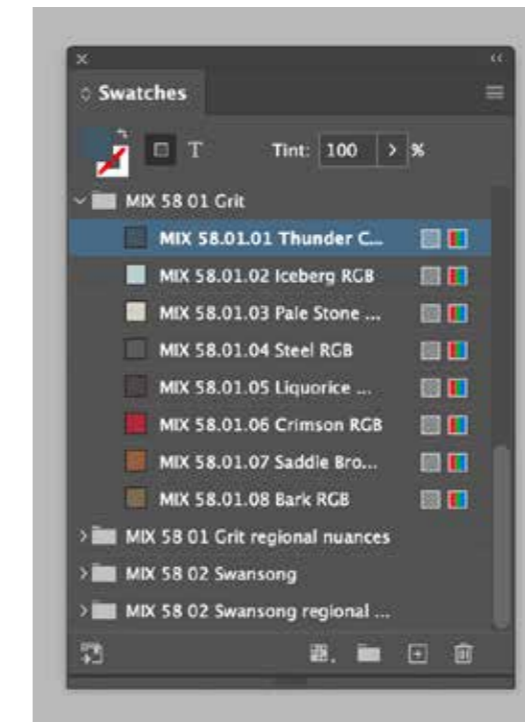 Swatches
T Tint: 100 > %
MIX 58 01 Grit
MIX 58.01.01 Thunder C...
MIX 58.01.02 Iceberg RGB
MIX 58.01.03 Pale Stone ...
MIX 58.01.04 Steel RGB
MIX 58.01.05 Liquorice ...
MIX 58.01.06 Crimson RGB
MIX 58.01.07 Saddle Bro...
MIX 58.01.08 Bark RGB
MIX 58 01 Grit regional nuances
MIX 58 02 Swansong
MIX 58 02 Swansong regional ...